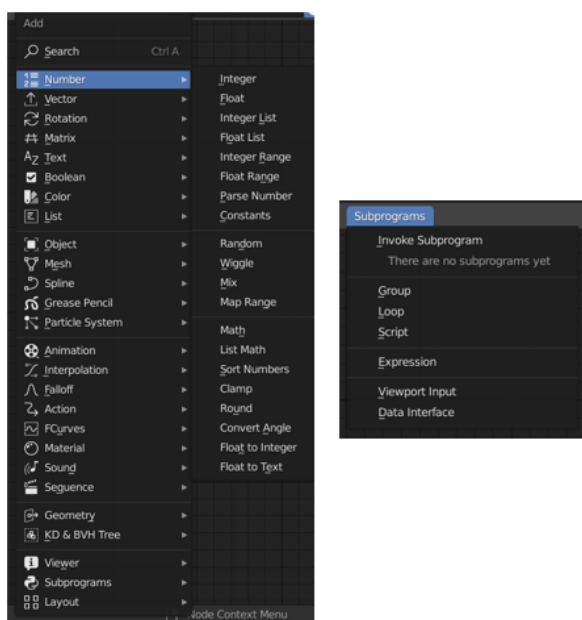 Add
Search Ctrl A
Number
Vector
Rotation
Matrix
Text
Boolean
Color
List
Object
Mesh
Spline
Grease Pencil
Particle System
Animation
Interpolation
Falloff
Action
FCurves
Material
Sound
Sequence
Geometry
KD & BVH Tree
Viewer
Subprograms
Layout
Integer
Float
Integer List
Float List
Integer Range
Float Range
Parse Number
Constants
Random
Wiggle
Mix
Map Range
Math
List Math
Sort Numbers
Clamp
Round
Convert Angle
Float to Integer
Float to Text
Node Context Menu
Subprograms
Invoke Subprogram
There are no subprograms yet
Group
Loop
Script
Expression
Viewport Input
Data Interface